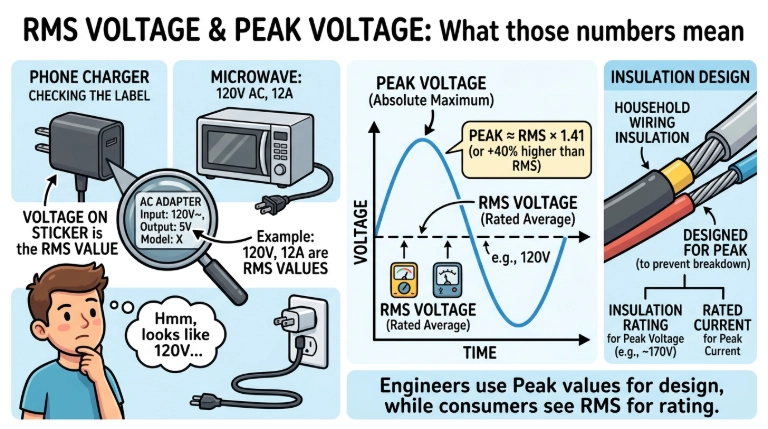 RMS VOLTAGE & PEAK VOLTAGE: What those numbers mean
PHONE CHARGER
CHECKING THE LABEL
AC ADAPTER
Input: 120V~,
Output: 5V
Model: X
VOLTAGE ON
STICKER is
the RMS VALUE
MICROWAVE:
120V AC, 12A
Example:
120V, 12A are
RMS VALUES
Hmm,
looks like
120V...
PEAK VOLTAGE
(Absolute Maximum)
PEAK ≈ RMS × 1.41
(or +40% higher than
RMS)
RMS VOLTAGE
(Rated Average)
e.g., 120V
RMS VOLTAGE
(Rated Average)
VOLTAGE
TIME
INSULATION DESIGN
HOUSEHOLD
WIRING
INSULATION
DESIGNED
FOR PEAK
(to prevent breakdown)
INSULATION
RATING
for Peak Voltage
(e.g., ~170V)
RATED
CURRENT
for Peak
Current
Engineers use Peak values for design,
while consumers see RMS for rating.